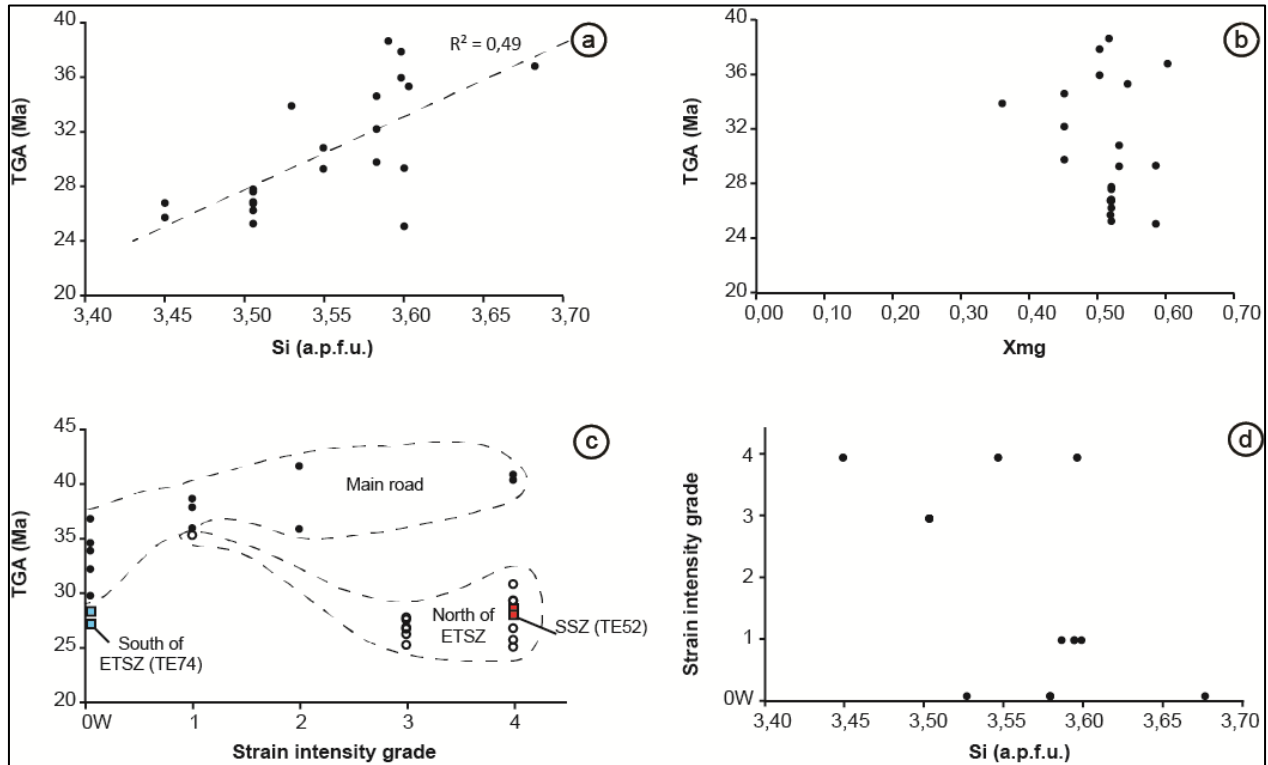 40
36
32
28
24
20
TGA (Ma)
R² = 0,49
a
3,40 3,45 3,50 3,55 3,60 3,65 3,70
Si (a.p.f.u.)
40
36
32
28
24
20
TGA (Ma)
b
0,00 0,10 0,20 0,30 0,40 0,50 0,60 0,70
Xmg
45
40
35
30
25
20
TGA (Ma)
c
Main road
North of
ETSZ
SSZ (TE52)
South of
ETSZ (TE74)
0W 1 2 3 4
Strain intensity grade
4
3
2
1
0W
Strain intensity grade
d
3,40 3,45 3,50 3,55 3,60 3,65 3,70
Si (a.p.f.u.)